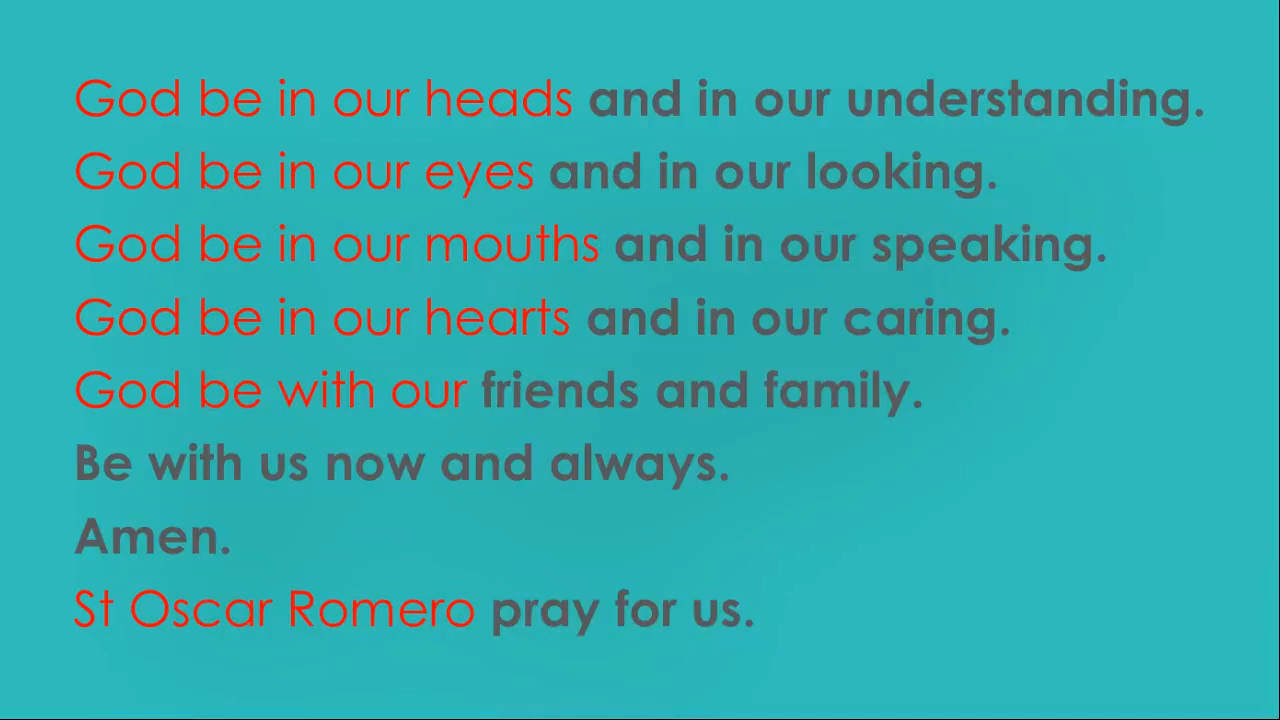 God be in our heads and in our understanding.
God be in our eyes and in our looking.
God be in our mouths and in our speaking.
God be in our hearts and in our caring.
God be with our friends and family.
Be with us now and always.
Amen.
St Oscar Romero pray for us.